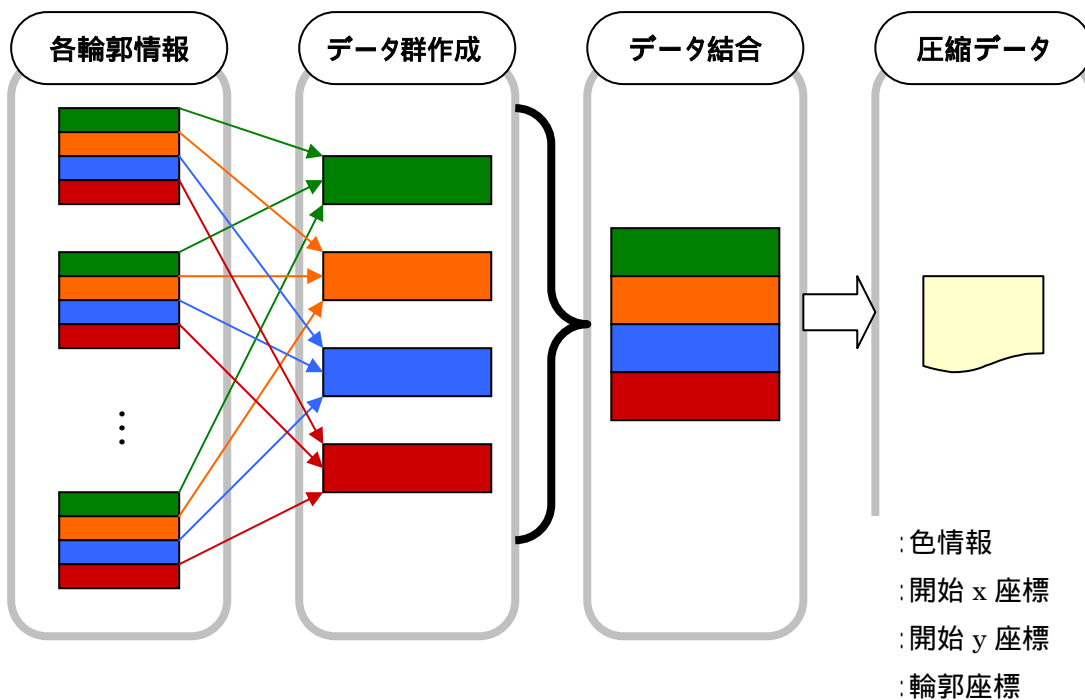 各輪郭情報
データ群作成
データ結合
圧縮データ
⋮
:色情報
:開始 x 座標
:開始 y 座標
:輪郭座標